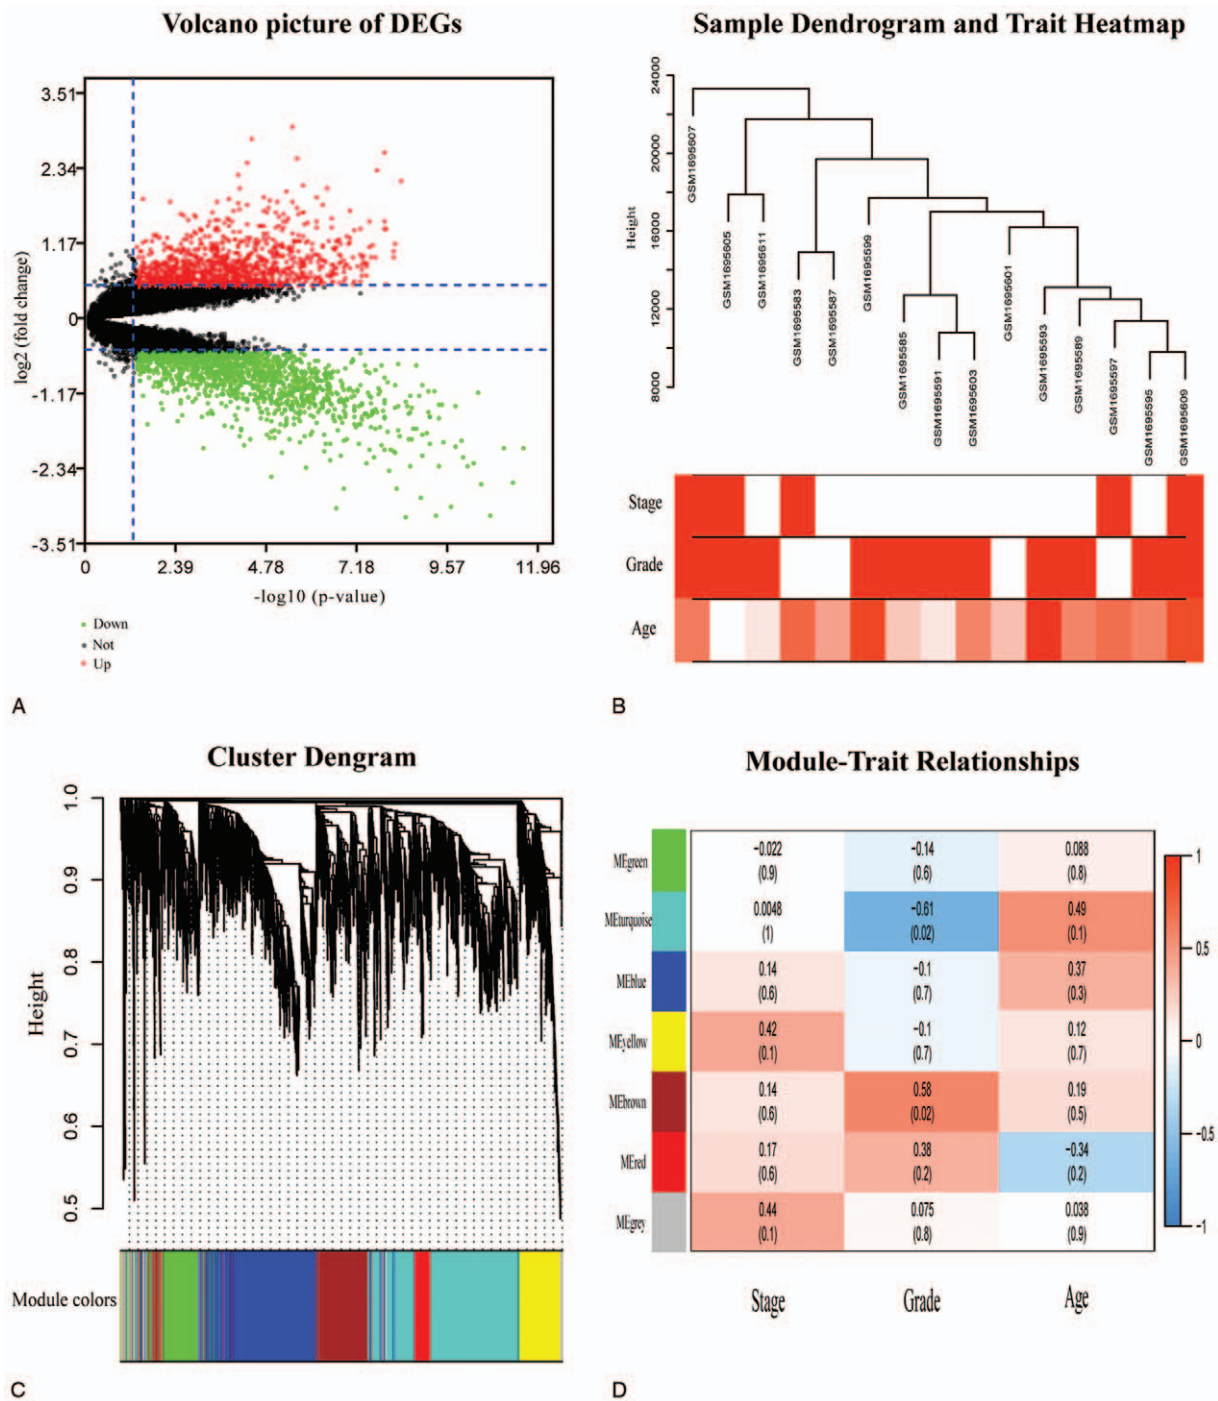 Volcano picture of DEGs
3.51
2.34
1.17
0
-1.17
-2.34
-3.51
log2 (fold change)
0 2.39 4.78 7.18 9.57 11.96
-log10 (p-value)
Down
Not
Up
A
Sample Dendrogram and Trait Heatmap
24000
20000
16000
12000
8000
Height
GSM1695607
GSM1695605
GSM1695611
GSM1695583
GSM1695587
GSM1695599
GSM1695585
GSM1695591
GSM1695603
GSM1695601
GSM1695593
GSM1695589
GSM1695597
GSM1695595
GSM1695609
Stage
Grade
Age
B
Cluster Dengram
1.0
0.9
0.8
0.7
0.6
0.5
Height
Module colors
C
Module-Trait Relationships
MEgreen −0.022 −0.14 0.088
(0.9) (0.6) (0.8)
MEturquoise 0.0048 −0.61 0.49
(1) (0.02) (0.1)
MEblue 0.14 −0.1 0.37
(0.6) (0.7) (0.3)
MEyellow 0.42 −0.1 0.12
(0.1) (0.7) (0.7)
MEbrown 0.14 0.58 0.19
(0.6) (0.02) (0.5)
MEred 0.17 0.38 −0.34
(0.6) (0.2) (0.2)
MEgrey 0.44 0.075 0.038
(0.1) (0.8) (0.9)
1
0.5
0
−0.5
−1
Stage Grade Age
D